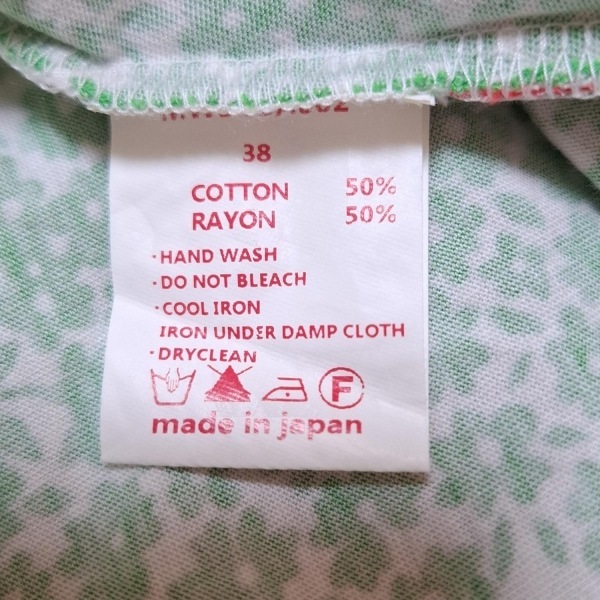 38
COTTON 50%
RAYON 50%
·HAND WASH
·DO NOT BLEACH
·COOL IRON
IRON UNDER DAMP CLOTH
·DRYCLEAN
F
made in japan